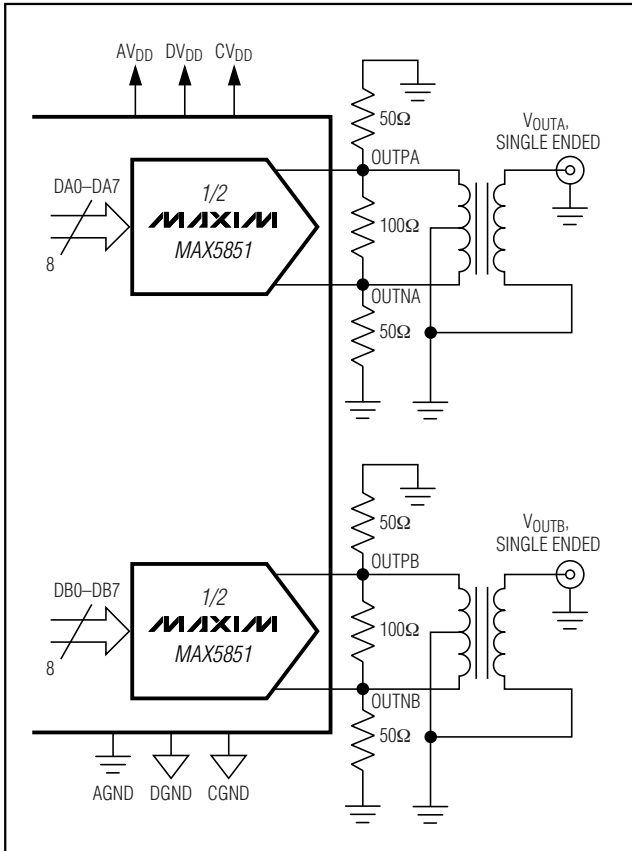 AVDD DVDD CVDD
50Ω
VOUTA,
SINGLE ENDED
OUTPA
DA0–DA7
1/2
MAXIM
MAX5851
8
100Ω
OUTNA
50Ω
50Ω
VOUTB,
SINGLE ENDED
OUTPB
DB0–DB7
1/2
MAXIM
MAX5851
8
100Ω
OUTNB
50Ω
AGND DGND CGND